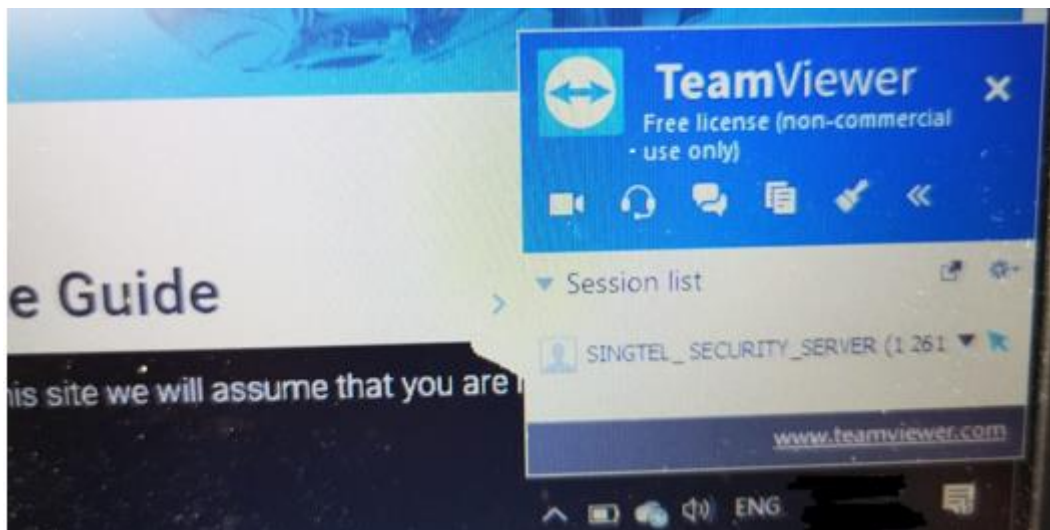 TeamViewer
Free license (non-commercial
- use only)
e Guide
Session list
SINGTEL_SECURITY_SERVER (1 261
his site we will assume that you are
www.teamviewer.com
ENG